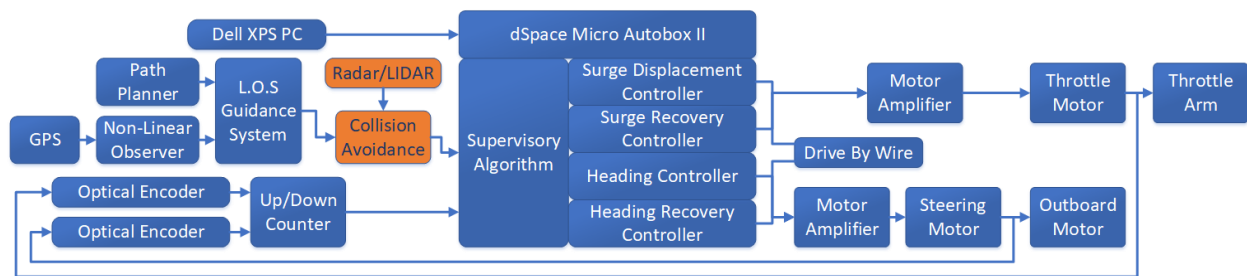 Dell XPS PC
dSpace Micro Autobox II
Path
Planner
L.O.S
Guidance
System
Radar/LIDAR
GPS
Non-Linear
Observer
Collision
Avoidance
Optical Encoder
Optical Encoder
Up/Down
Counter
Supervisory
Algorithm
Surge Displacement
Controller
Surge Recovery
Controller
Heading Controller
Heading Recovery
Controller
Motor
Amplifier
Throttle
Motor
Throttle
Arm
Drive By Wire
Motor
Amplifier
Steering
Motor
Outboard
Motor